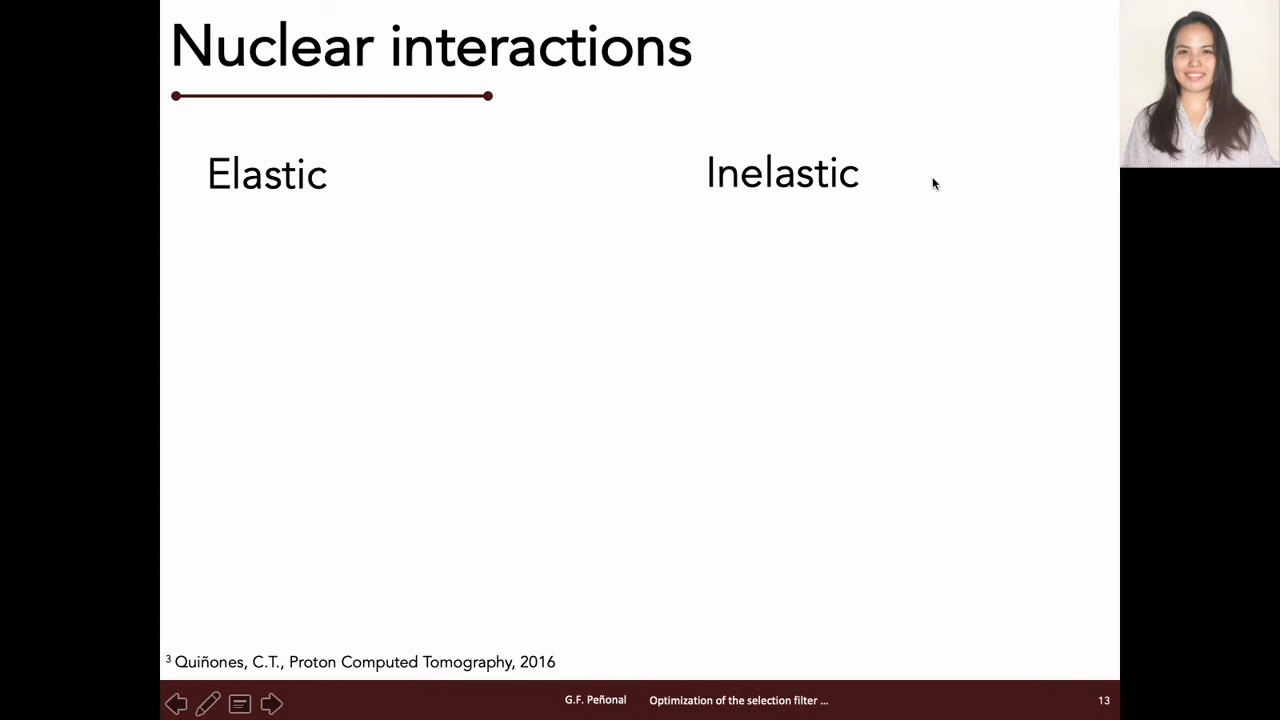 Nuclear interactions
Elastic
Inelastic
³ Quiñones, C.T., Proton Computed Tomography, 2016
G.F. Peñonal
Optimization of the selection filter ...
13